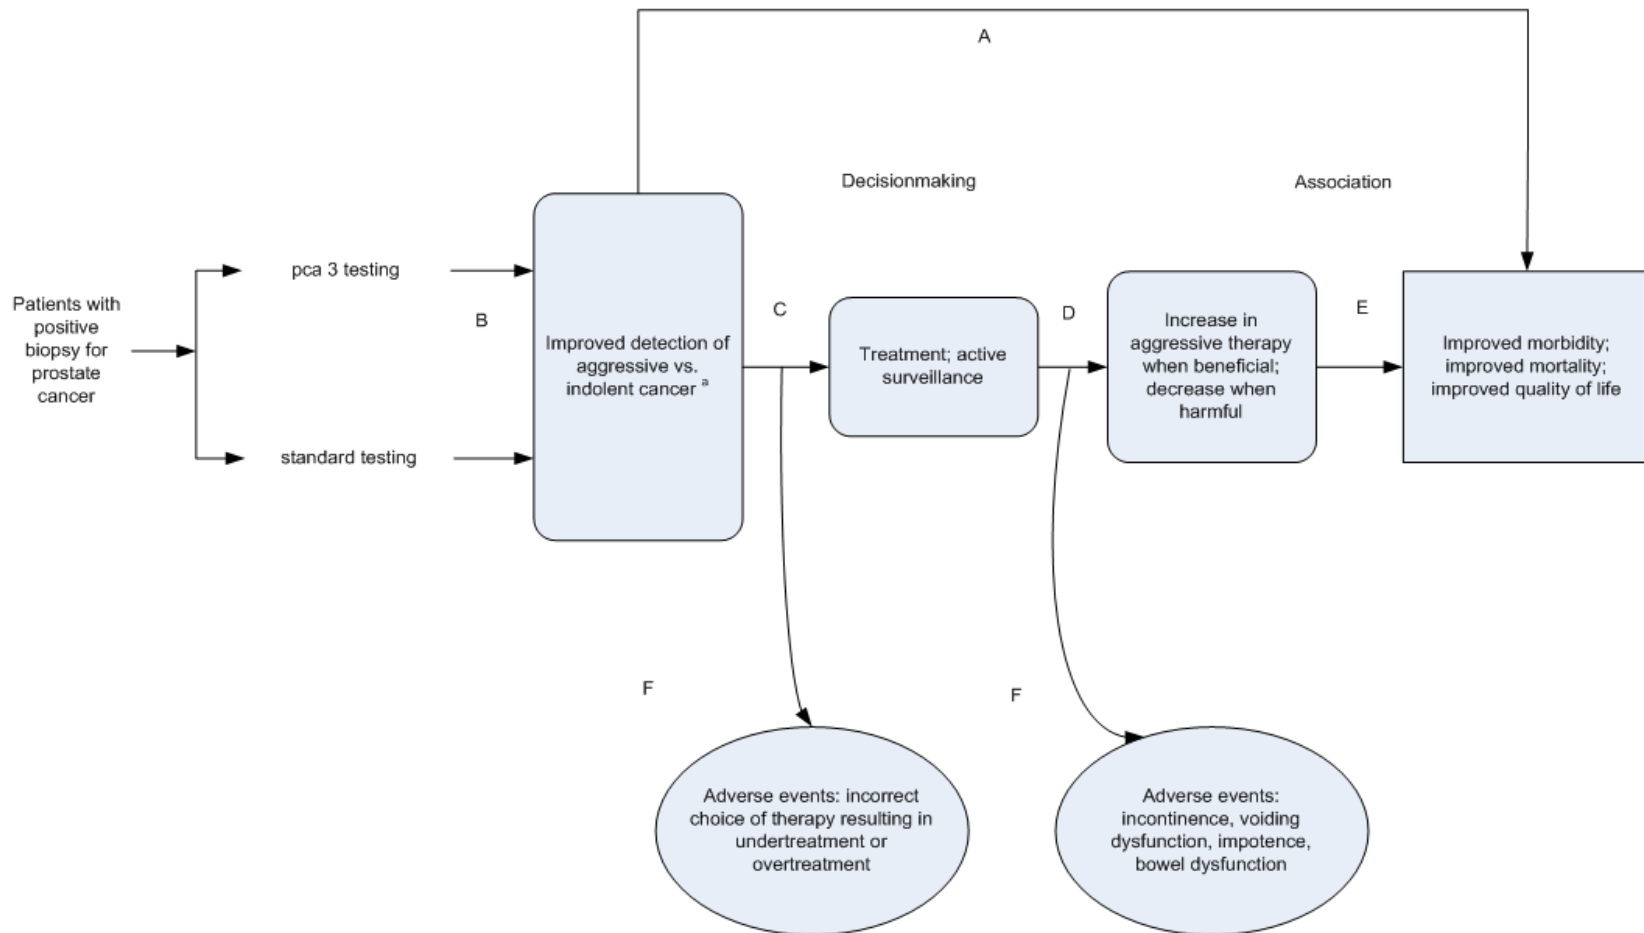 A
Decisionmaking
Association
Patients with
positive
biopsy for
prostate
cancer
pca 3 testing
standard testing
B
Improved detection of
aggressive vs.
indolent cancer ª
C
Treatment; active
surveillance
D
Increase in
aggressive therapy
when beneficial;
decrease when
harmful
E
Improved morbidity;
improved mortality;
improved quality of life
F
Adverse events: incorrect
choice of therapy resulting in
undertreatment or
overtreatment
F
Adverse events:
incontinence, voiding
dysfunction, impotence,
bowel dysfunction